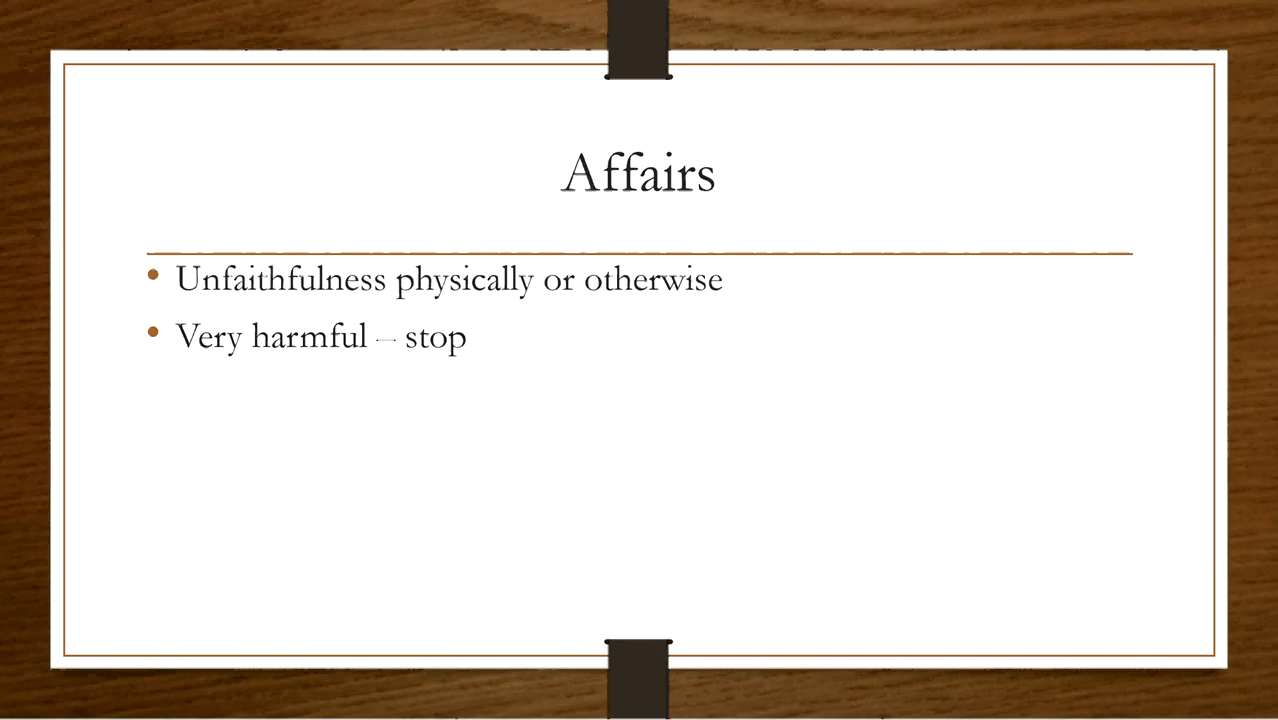 Affairs
• Unfaithfulness physically or otherwise
• Very harmful – stop